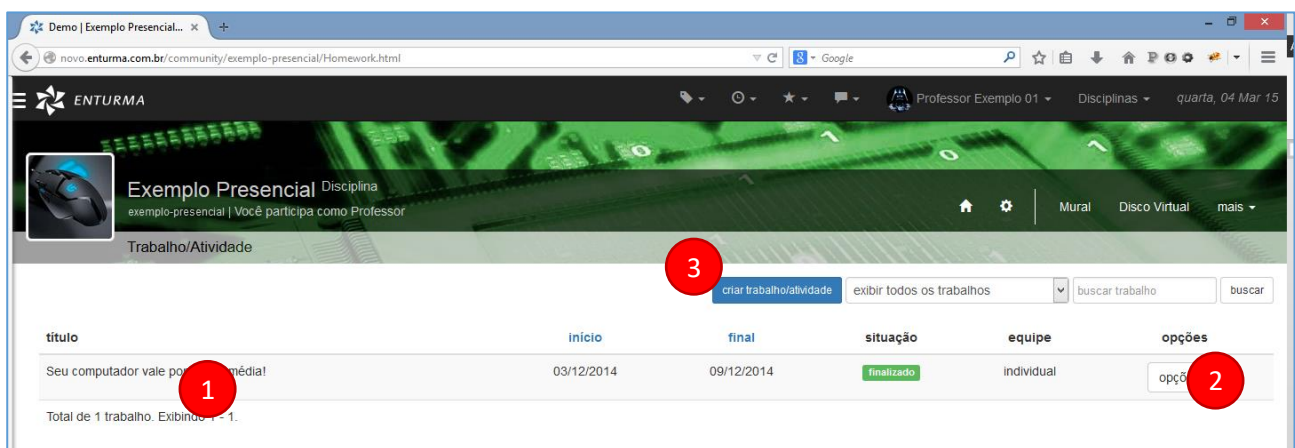 Demo | Exemplo Presencial... × +
novo.enturma.com.br/community/exemplo-presencial/Homework.html Google
ENTURMA Professor Exemplo 01 Disciplinas quarta, 04 Mar 15
Exemplo Presencial Disciplina
exemplo-presencial | Você participa como Professor
Mural Disco Virtual mais
Trabalho/Atividade
3
criar trabalho/atividade exibir todos os trabalhos buscar trabalho buscar
título início final situação equipe opções
Seu computador vale média! 03/12/2014 09/12/2014 finalizado individual
1 2
Total de 1 trabalho. Exibindo 1 - 1.